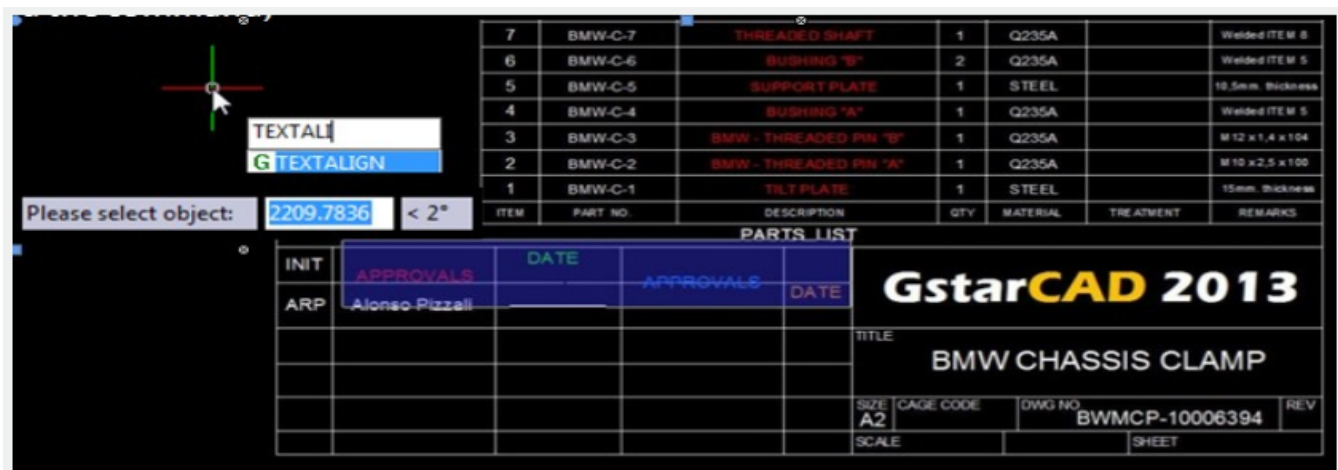 7 BMW-C-7 THREADED SHAFT 1 Q235A Welded ITEM 8
6 BMW-C-6 BUSHING "B" 2 Q235A Welded ITEM 5
5 BMW-C-5 SUPPORT PLATE 1 STEEL 10,5mm. thickness
4 BMW-C-4 BUSHING "A" 1 Q235A Welded ITEM 5
3 BMW-C-3 BMW - THREADED PIN "B" 1 Q235A M12 x 1,4 x 104
2 BMW-C-2 BMW - THREADED PIN "A" 1 Q235A M10 x 2,5 x 100
1 BMW-C-1 TILT PLATE 1 STEEL 15mm. thickness
ITEM PART NO. DESCRIPTION QTY MATERIAL TREATMENT REMARKS
PARTS LIST
TEXTALI
G TEXTALIGN
Please select object: 2209.7836 < 2°
INIT APPROVALS DATE APPROVALS DATE
ARP Alonso Pizzali
GstarCAD 2013
TITLE
BMW CHASSIS CLAMP
SIZE CAGE CODE DWG NO REV
A2 BWMCP-10006394
SCALE SHEET